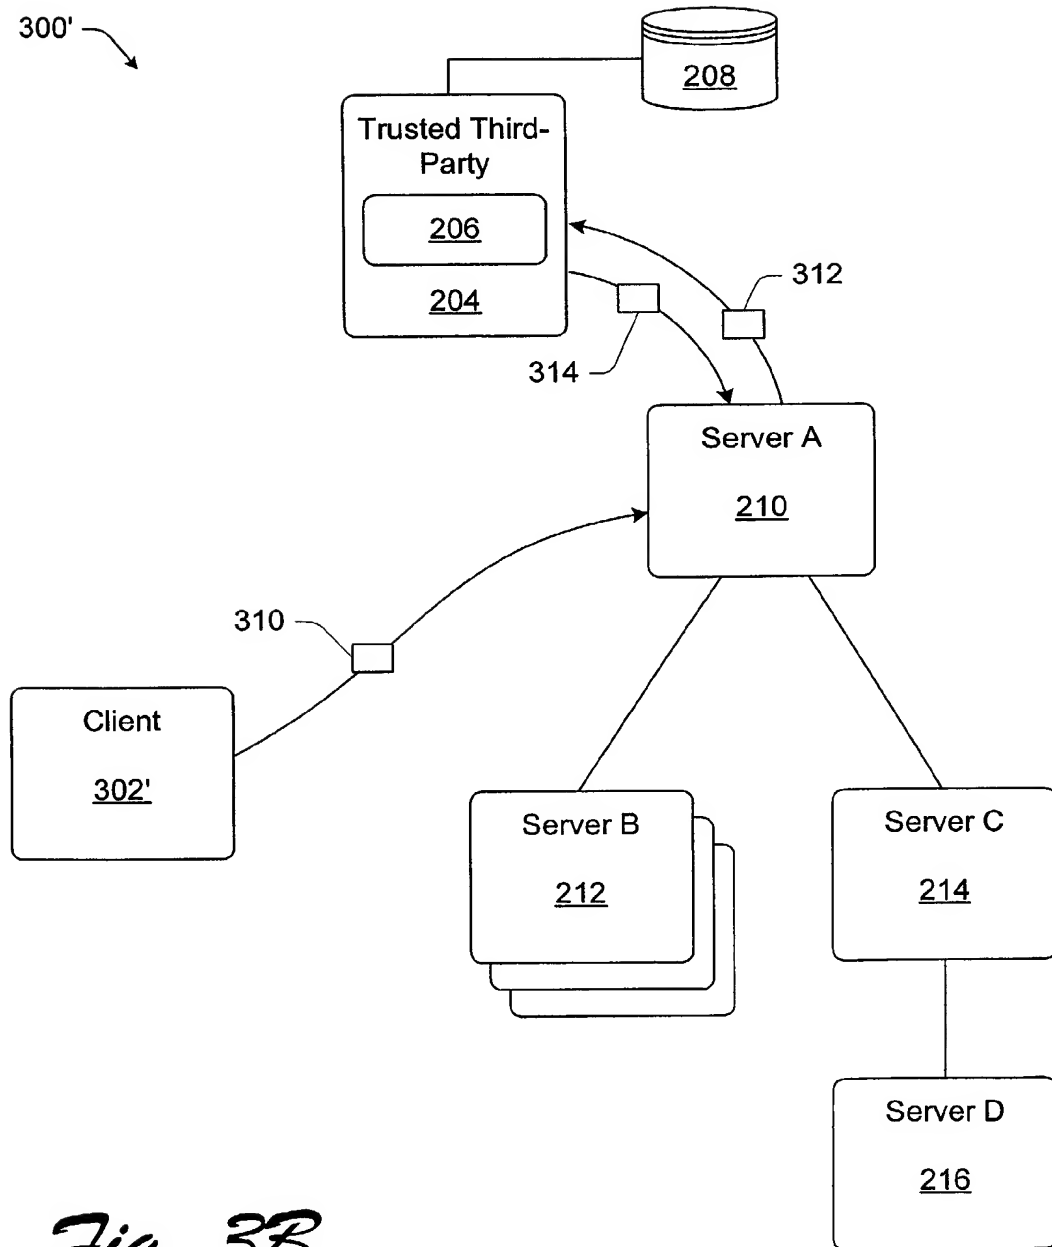 300'
208
Trusted Third-
Party
206
204
312
314
Server A
210
310
Client
302'
Server B
212
Server C
214
Server D
216
Fig. 3B